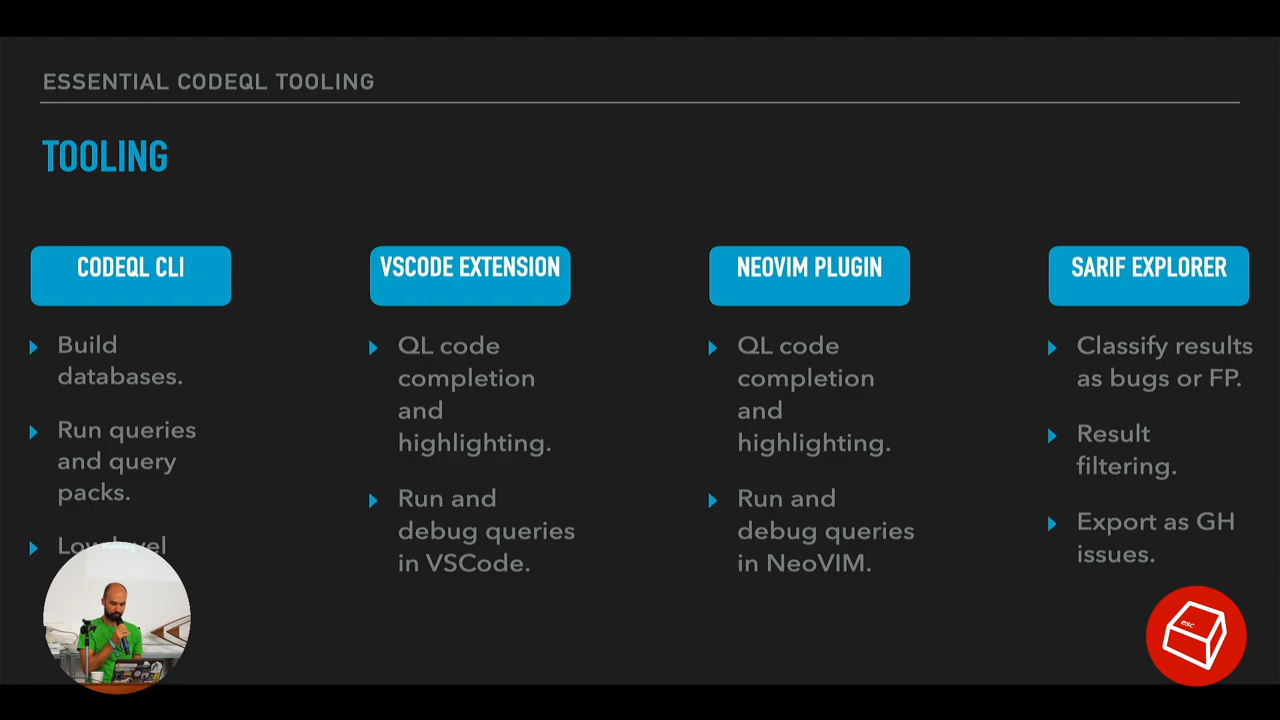 ESSENTIAL CODEQL TOOLING
TOOLING
CODEQL CLI
Build
databases.
Run queries
and query
packs.
VSCODE EXTENSION
QL code
completion
and
highlighting.
Run and
debug queries
in VSCode.
NEOVIM PLUGIN
QL code
completion
and
highlighting.
Run and
debug queries
in NeoVIM.
SARIF EXPLORER
Classify results
as bugs or FP.
Result
filtering.
Export as GH
issues.
esc